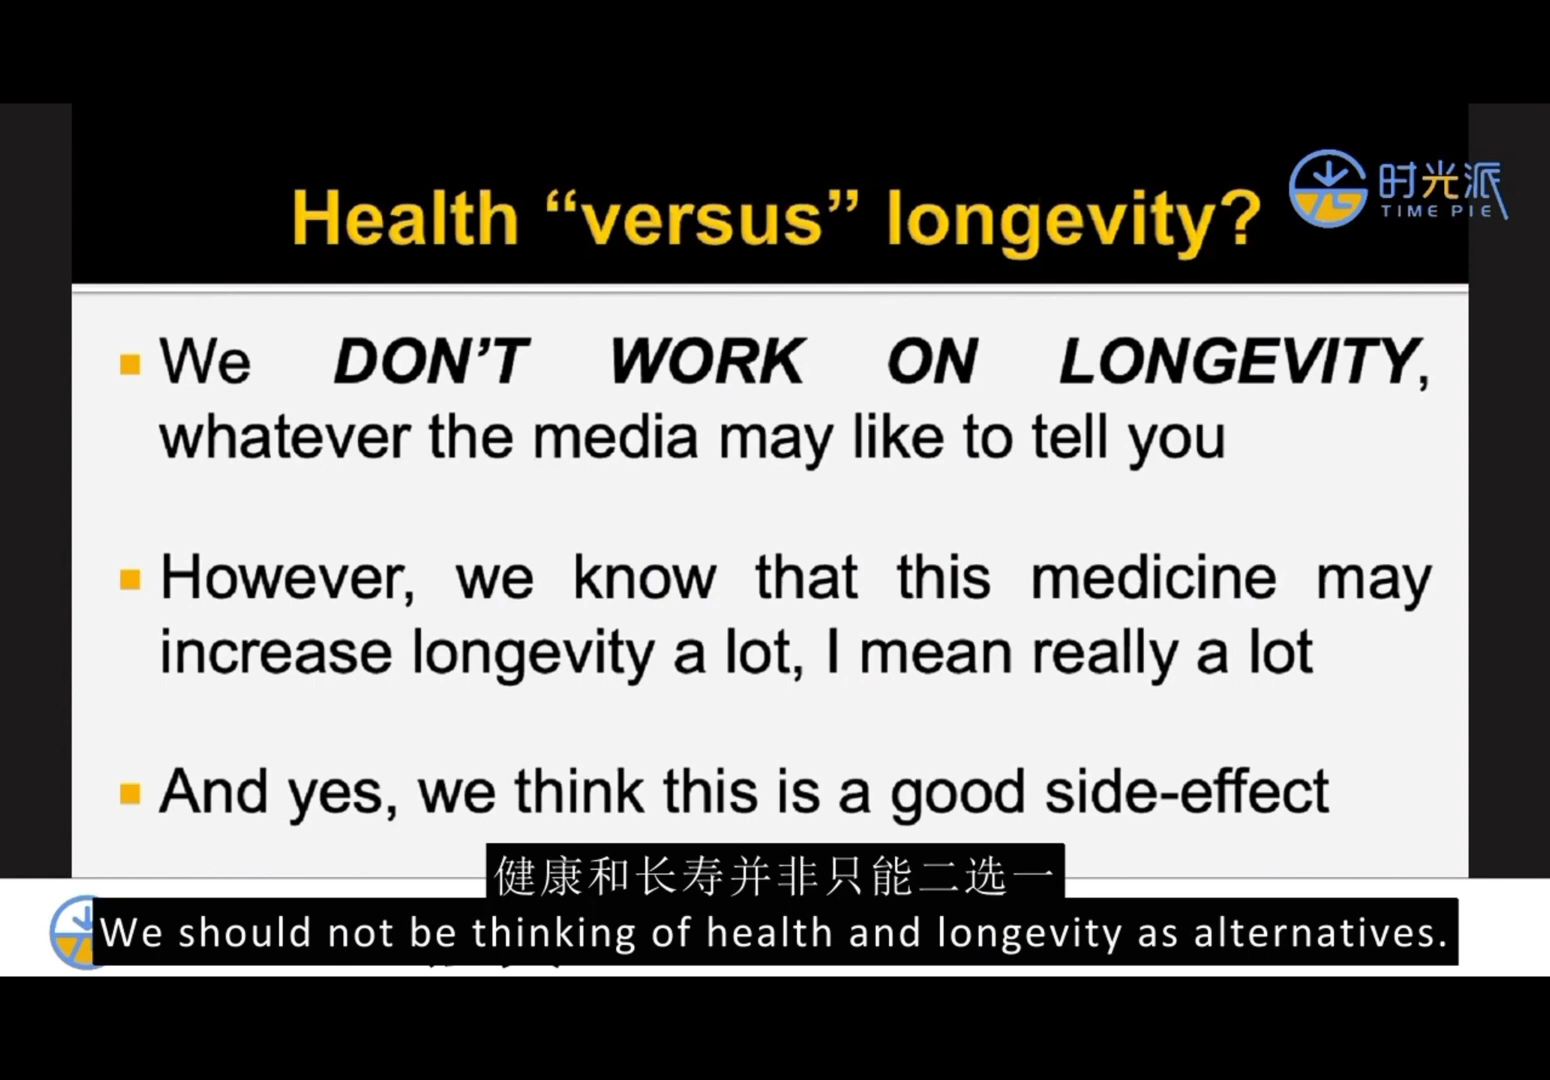 Health “versus” longevity?
时光派
TIME PIE
We DON’T WORK ON LONGEVITY,
whatever the media may like to tell you
However, we know that this medicine may
increase longevity a lot, I mean really a lot
And yes, we think this is a good side-effect
健康和长寿并非只能二选一
We should not be thinking of health and longevity as alternatives.